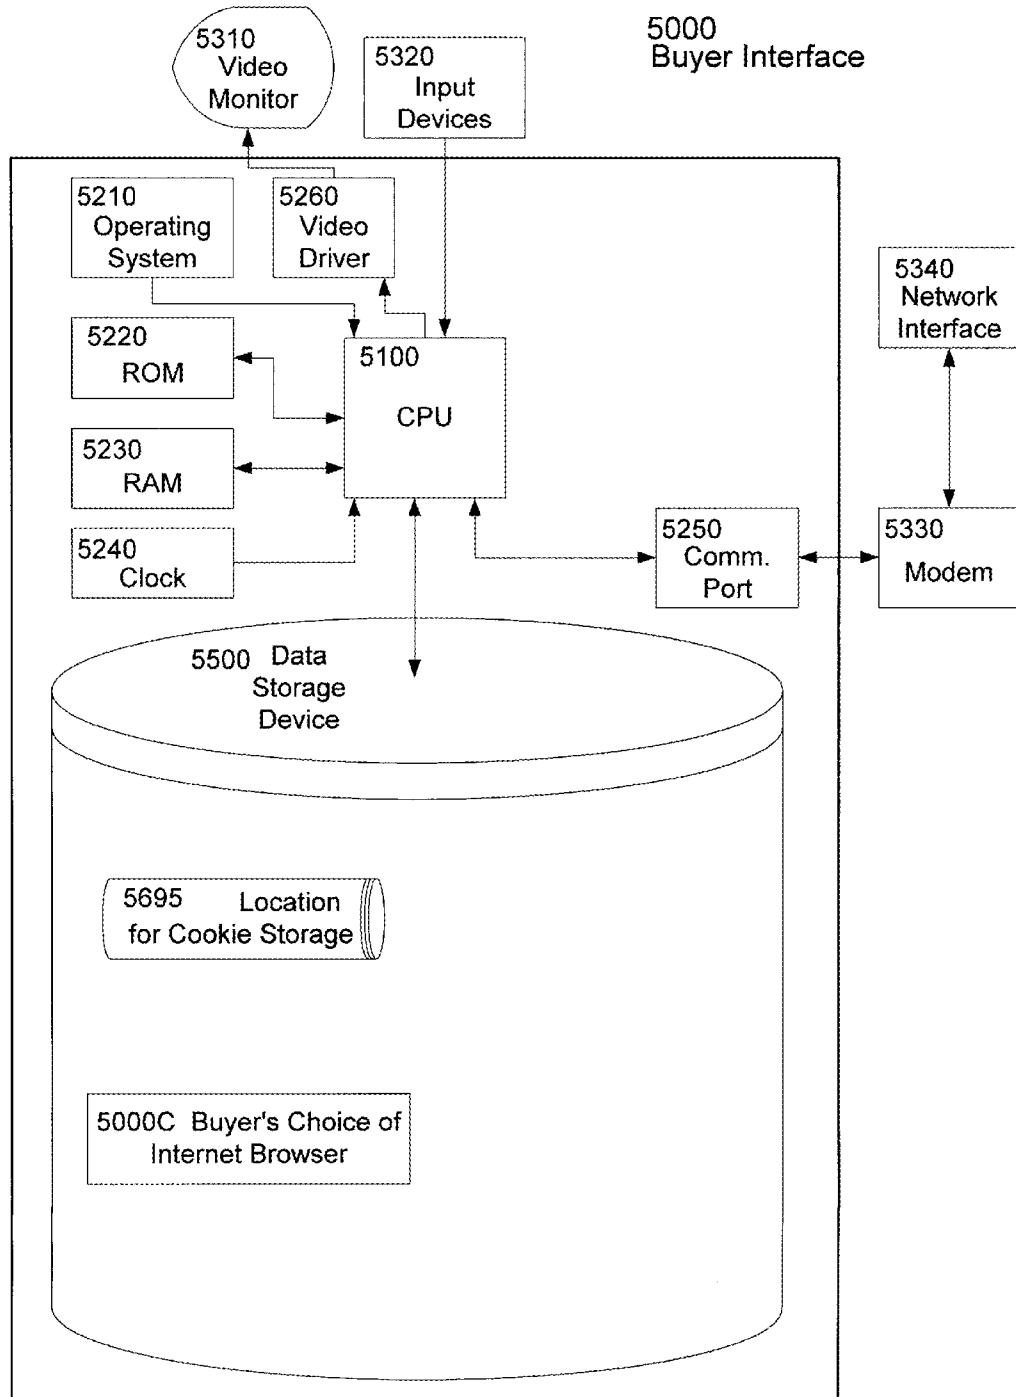 5000
Buyer Interface
5310
Video
Monitor
5320
Input
Devices
5210
Operating
System
5260
Video
Driver
5340
Network
Interface
5220
ROM
5100
CPU
5230
RAM
5240
Clock
5250
Comm.
Port
5330
Modem
5500 Data
Storage
Device
5695 Location
for Cookie Storage
5000C Buyer's Choice of
Internet Browser